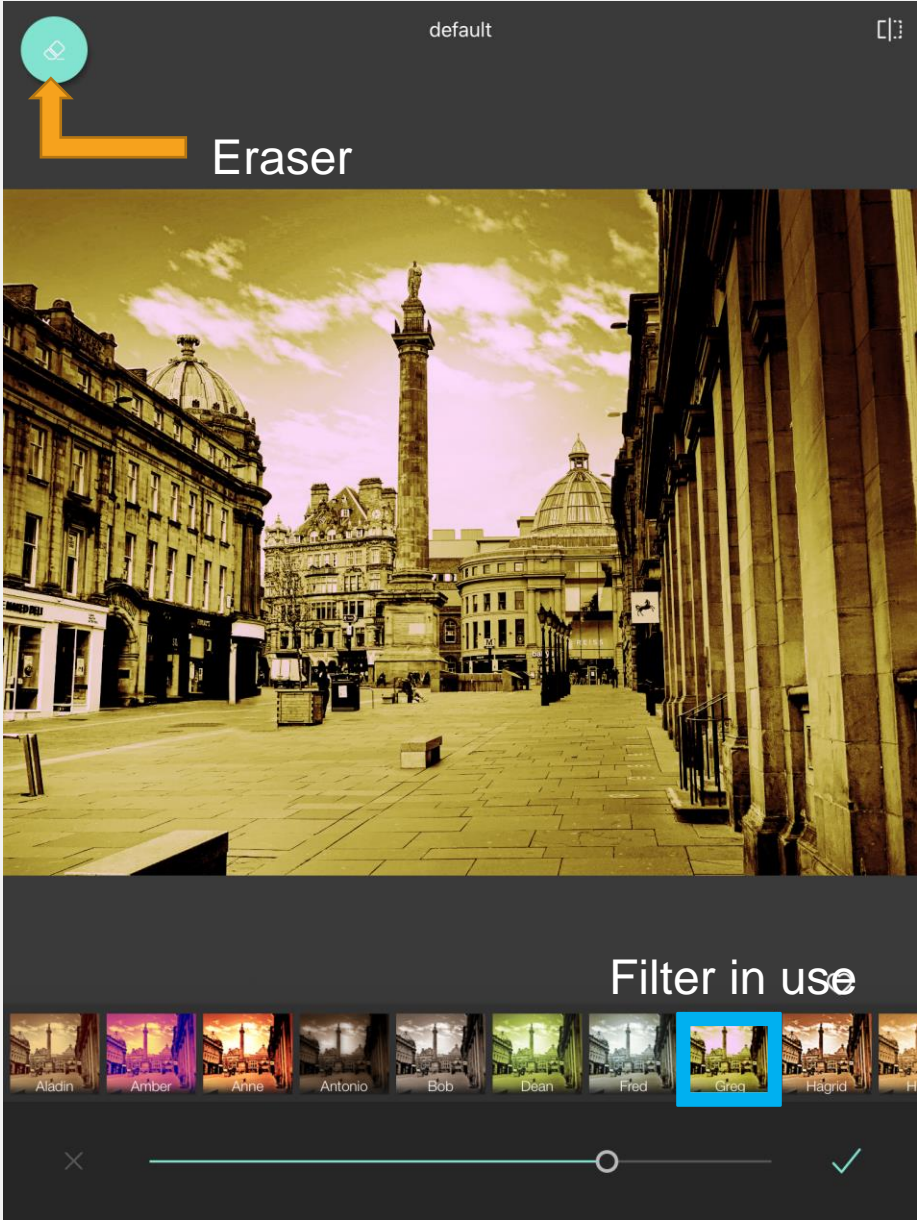 default
Eraser
Filter in use
Aladin
Amber
Anne
Antonio
Bob
Dean
Fred
Greg
Hagrid
H